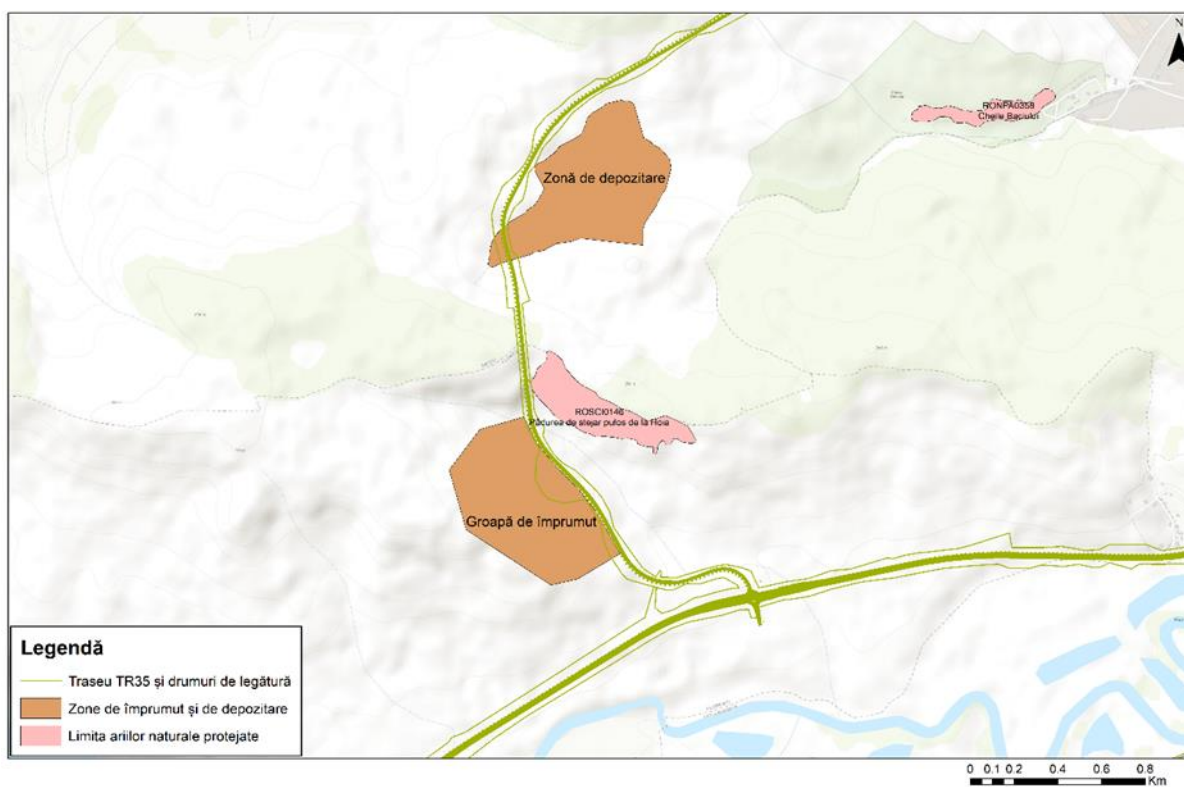 N
RONPA0358
Cheile Baciului
Zonă de depozitare
ROSCI0146
Pădurea de stejar pufos de la Hoia
Groapă de împrumut
Legendă
Traseu TR35 și drumuri de legătură
Zone de împrumut și de depozitare
Limita ariilor naturale protejate
0 0.1 0.2 0.4 0.6 0.8
Km